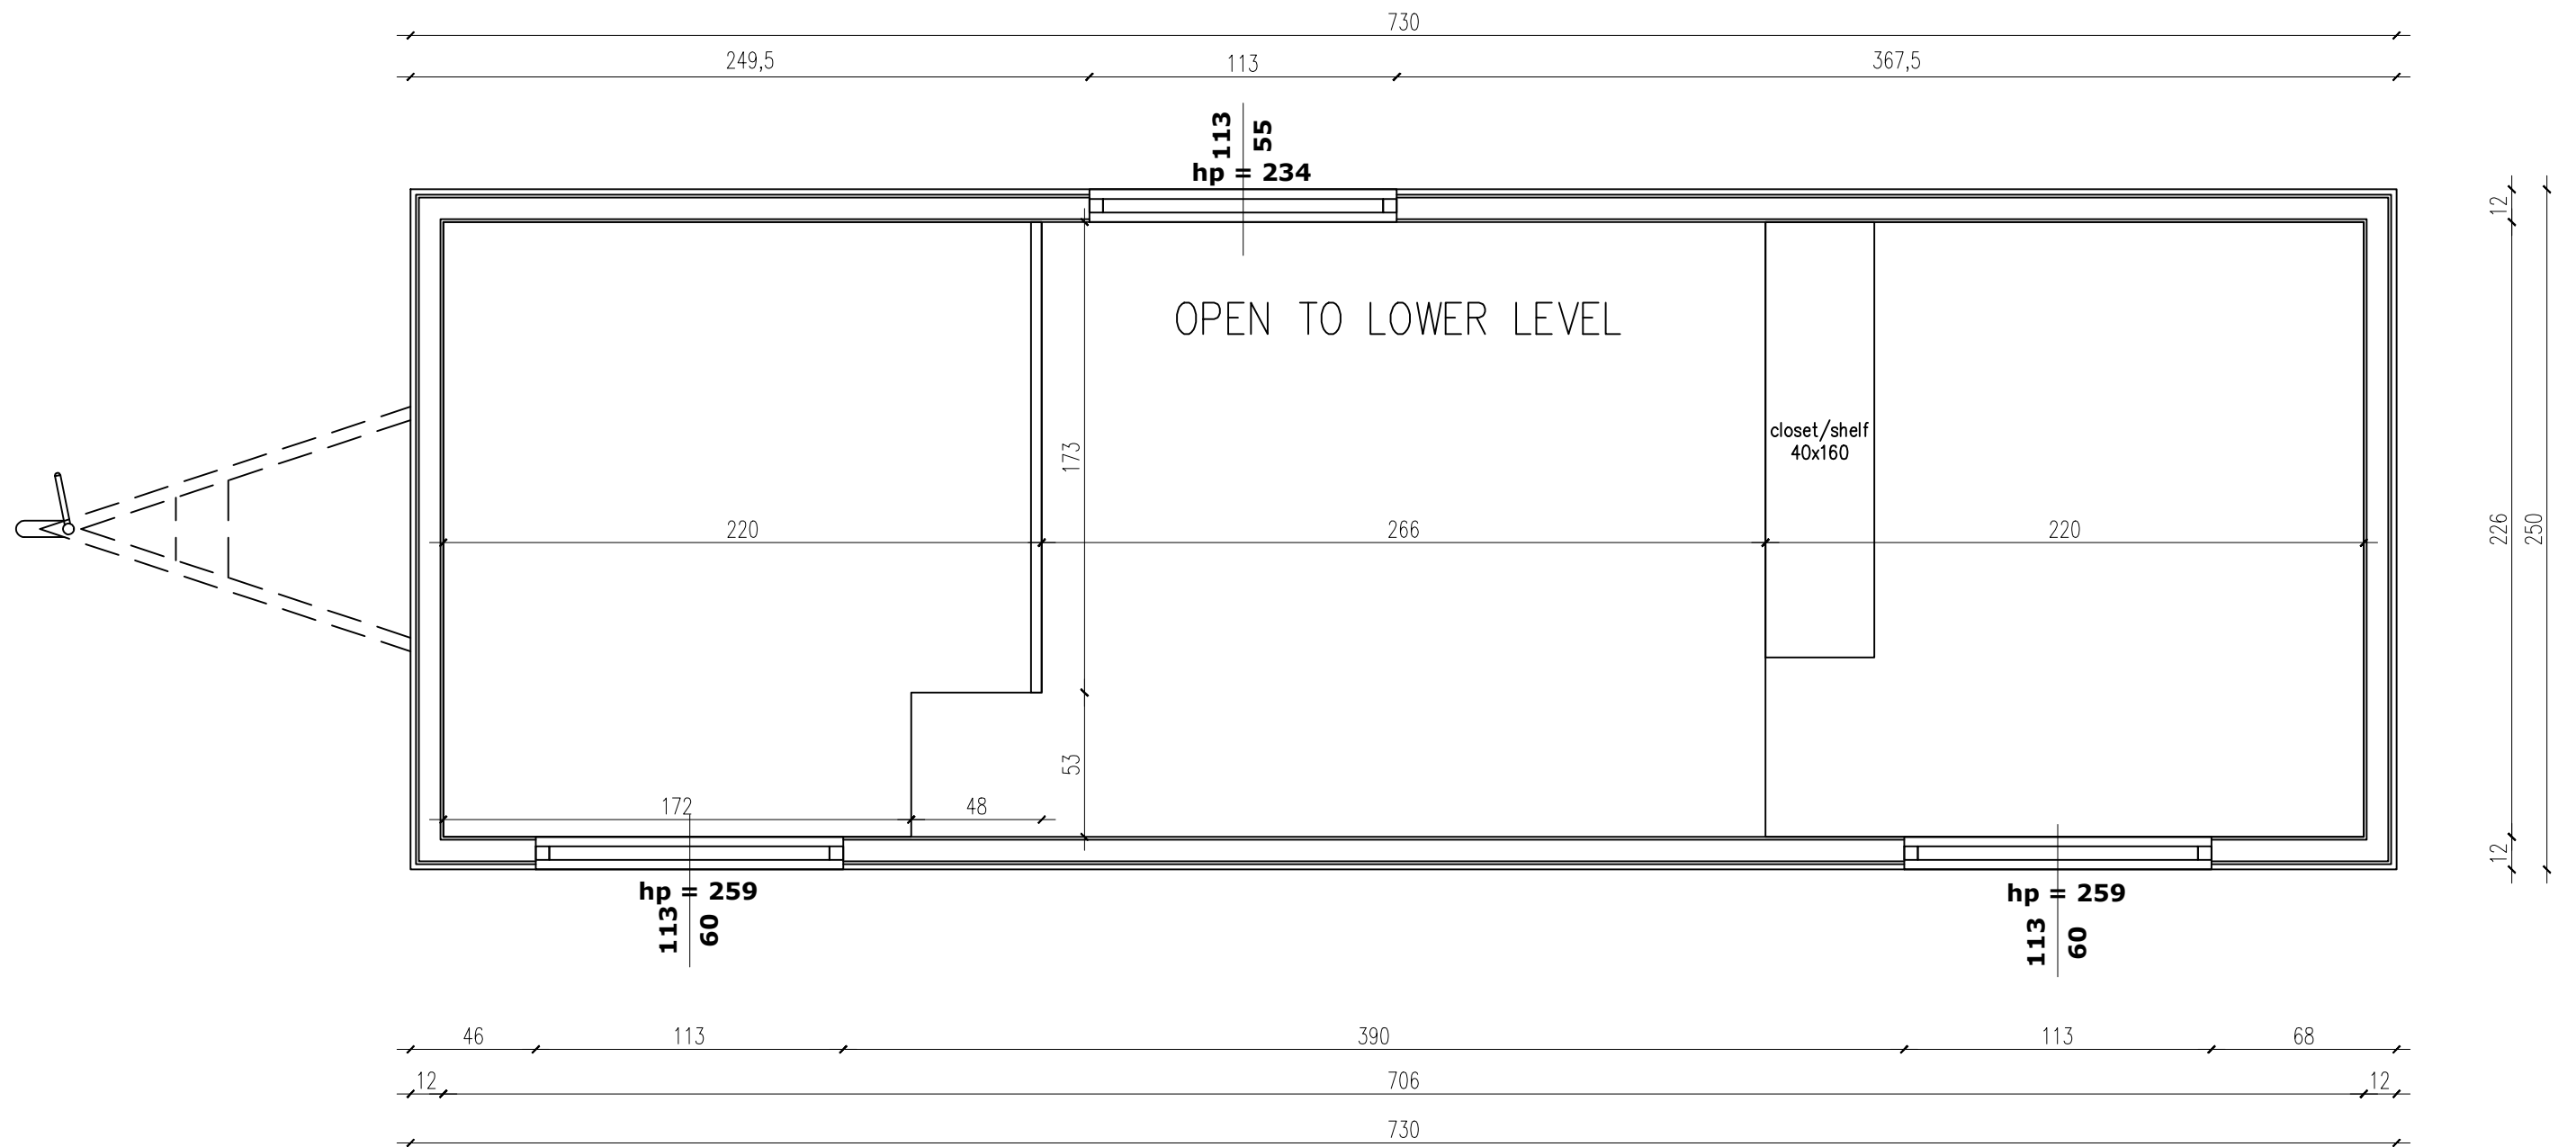 730
249,5 113 367,5
113 55
hp = 234
12
OPEN TO LOWER LEVEL
closet/shelf
40x160
173
220 266 220
226 250
53
172 48
12
hp = 259
113 60
hp = 259
113 60
46 113 390 113 68
12 706 12
730